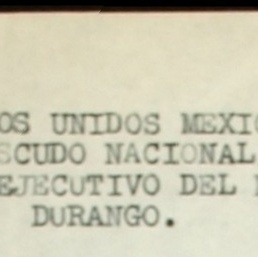 OS UNIDOS MEXIC
SCUDO NACIONAL
EJECUTIVO DEL
DURANGO.